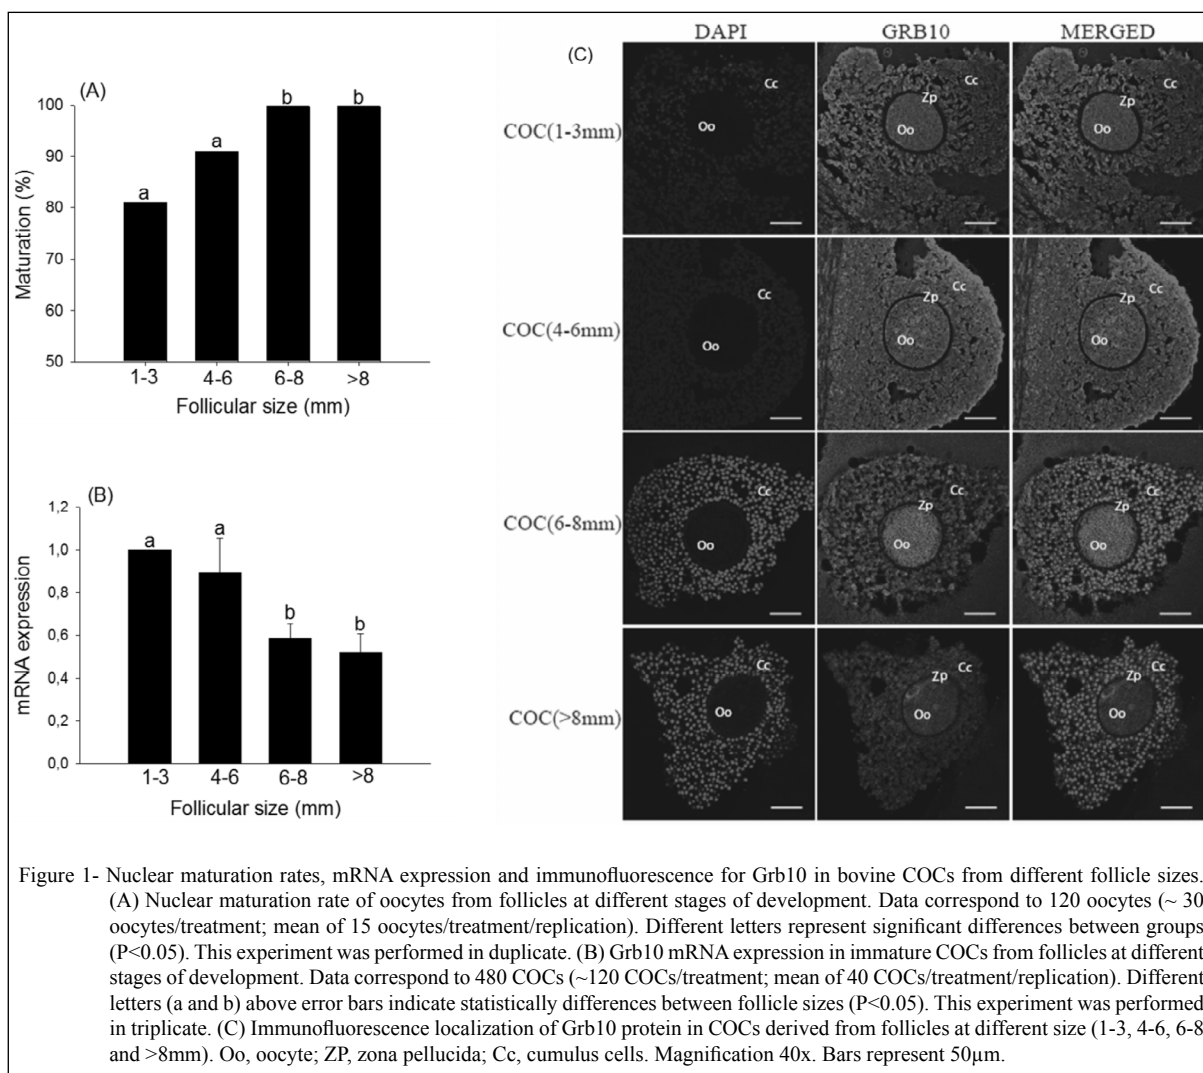 (A)
100
90
80
70
60
50
Maturation (%)
a
a
b
b
1-3
4-6
6-8
>8
Follicular size (mm)
(B)
1,2
1,0
0,8
0,6
0,4
0,2
0,0
mRNA expression
a
a
b
b
1-3
4-6
6-8
>8
Follicular size (mm)
(C)
DAPI GRB10 MERGED
COC(1-3mm)
Cc
Oo
Cc
Zp
Oo
Cc
Zp
Oo
COC(4-6mm)
Cc
Oo
Cc
Zp
Oo
Cc
Zp
Oo
COC(6-8mm)
Cc
Oo
Cc
Zp
Oo
Cc
Zp
Oo
COC(>8mm)
Cc
Oo
Cc
Zp
Oo
Cc
Zp
Oo
Figure 1- Nuclear maturation rates, mRNA expression and immunofluorescence for Grb10 in bovine COCs from different follicle sizes.
(A) Nuclear maturation rate of oocytes from follicles at different stages of development. Data correspond to 120 oocytes (~ 30
oocytes/treatment; mean of 15 oocytes/treatment/replication). Different letters represent significant differences between groups
(P<0.05). This experiment was performed in duplicate. (B) Grb10 mRNA expression in immature COCs from follicles at different
stages of development. Data correspond to 480 COCs (~120 COCs/treatment; mean of 40 COCs/treatment/replication). Different
letters (a and b) above error bars indicate statistically differences between follicle sizes (P<0.05). This experiment was performed
in triplicate. (C) Immunofluorescence localization of Grb10 protein in COCs derived from follicles at different size (1-3, 4-6, 6-8
and >8mm). Oo, oocyte; ZP, zona pellucida; Cc, cumulus cells. Magnification 40x. Bars represent 50µm.